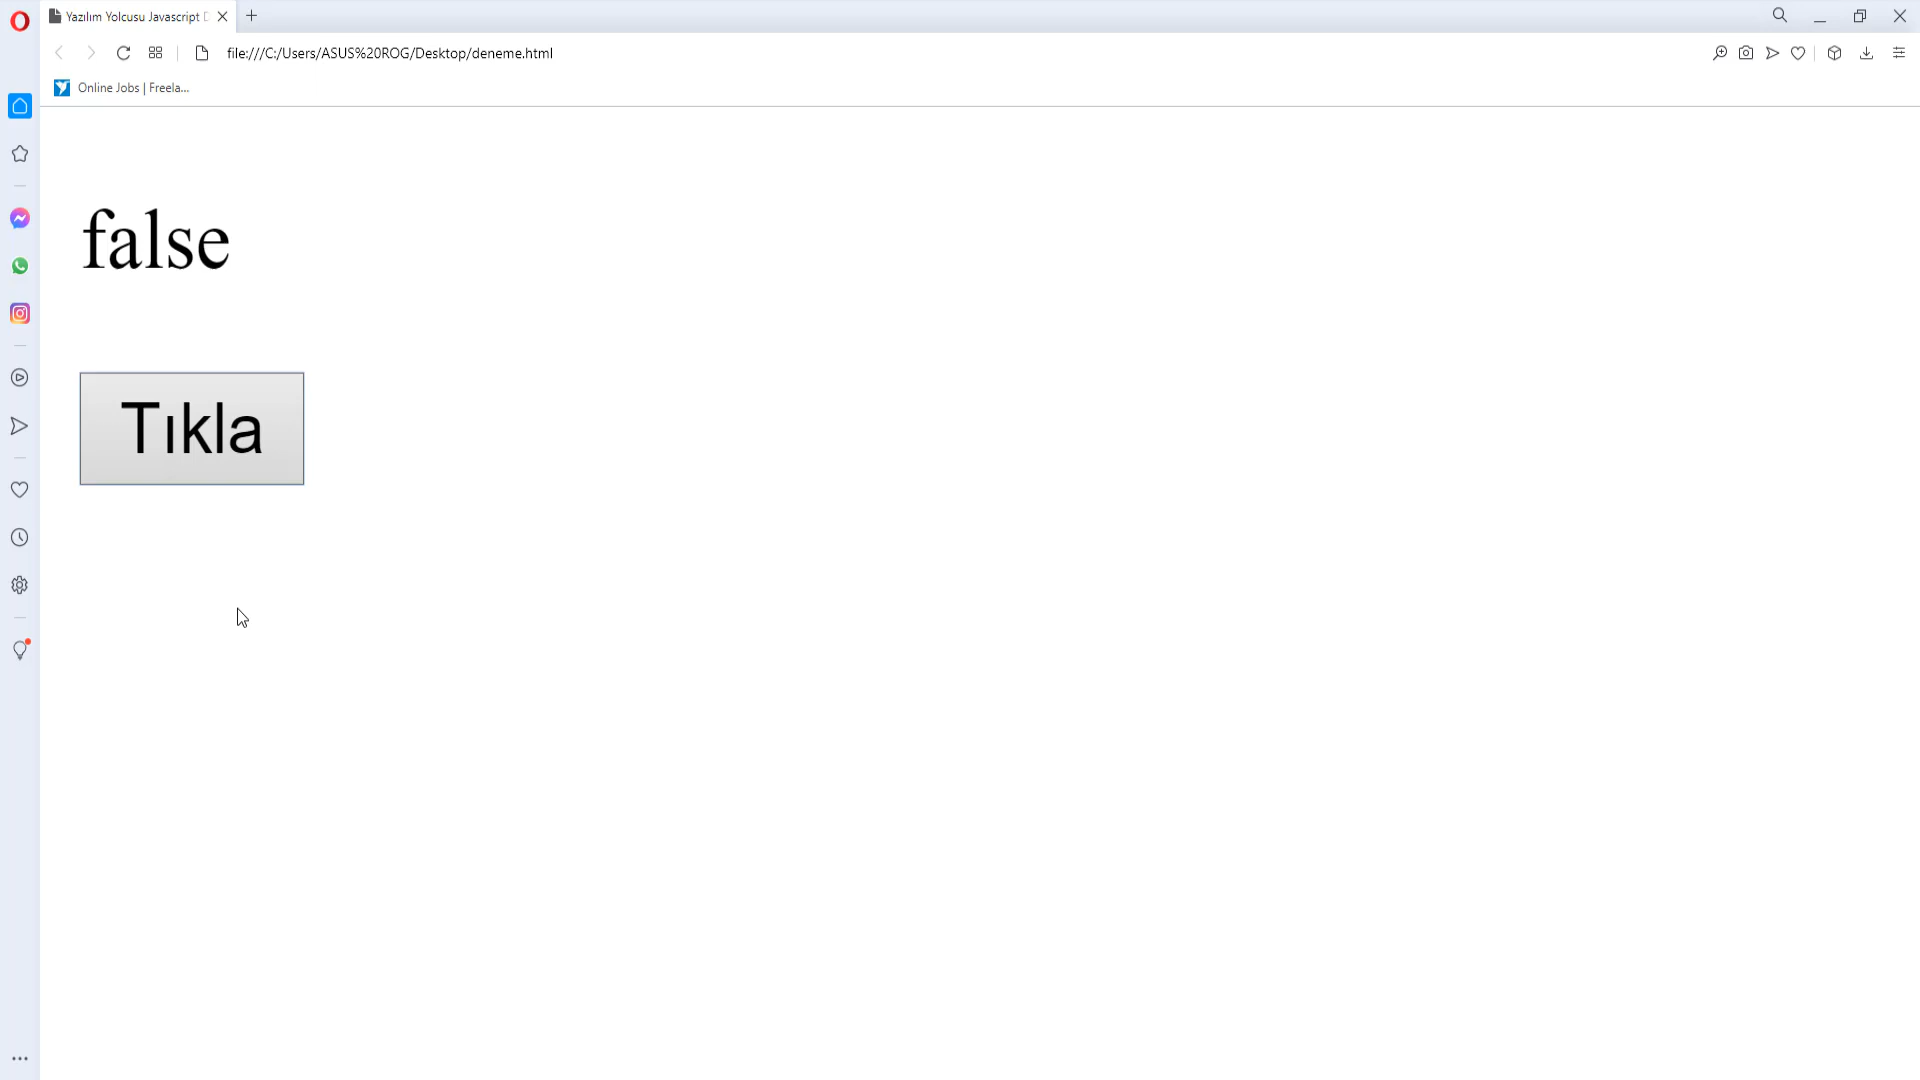 Yazılım Yolcusu Javascript
file:///C:/Users/ASUS%20ROG/Desktop/deneme.html
Online Jobs | Freela...
false
Tıkla